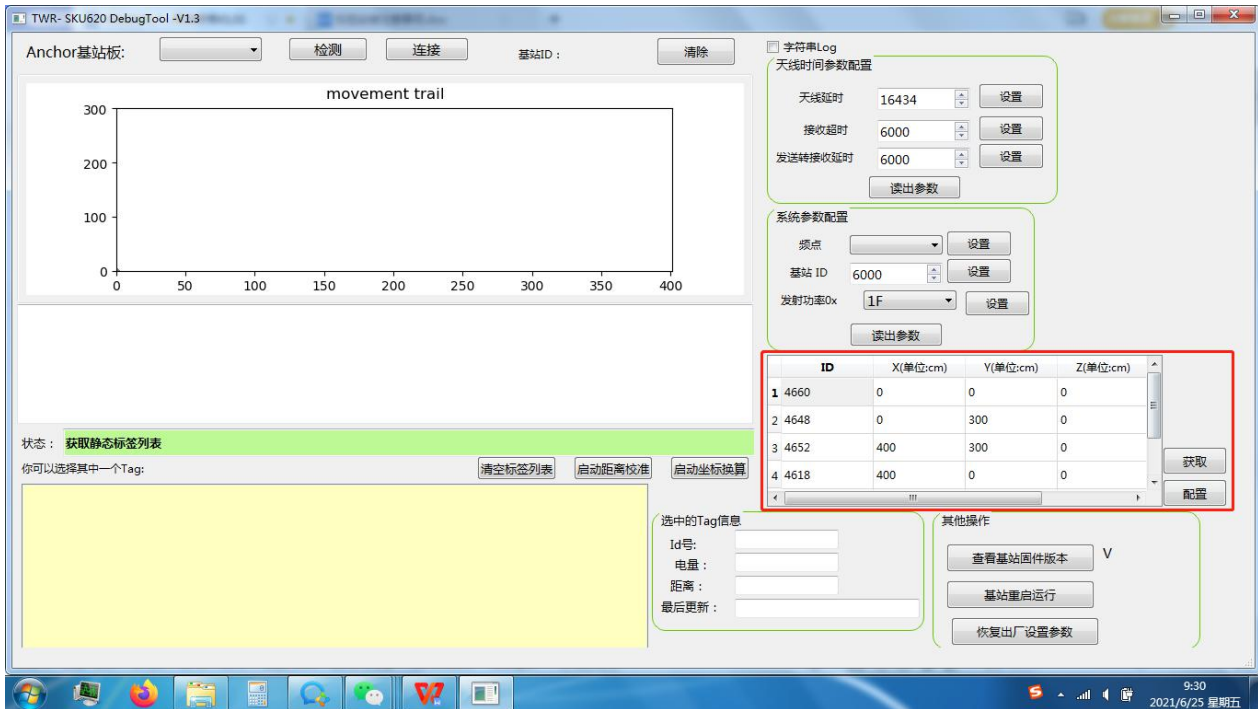 TWR- SKU620 DebugTool -V1.3
Anchor基站板:
检测
连接
基站ID：
清除
字符串Log
天线时间参数配置
天线延时 16434 设置
接收超时 6000 设置
发送转接收延时 6000 设置
读出参数
movement trail
300
200
100
0
0 50 100 150 200 250 300 350 400
系统参数配置
频点 设置
基站 ID 6000 设置
发射功率0x 1F 设置
读出参数
ID X(单位:cm) Y(单位:cm) Z(单位:cm)
1 4660 0 0 0
2 4648 0 300 0
3 4652 400 300 0
4 4618 400 0 0
获取
配置
状态： 获取静态标签列表
你可以选择其中一个Tag:
清空标签列表
启动距离校准
启动坐标换算
选中的Tag信息
Id号:
电量：
距离：
最后更新：
其他操作
查看基站固件版本 V
基站重启运行
恢复出厂设置参数
9:30
2021/6/25 星期五